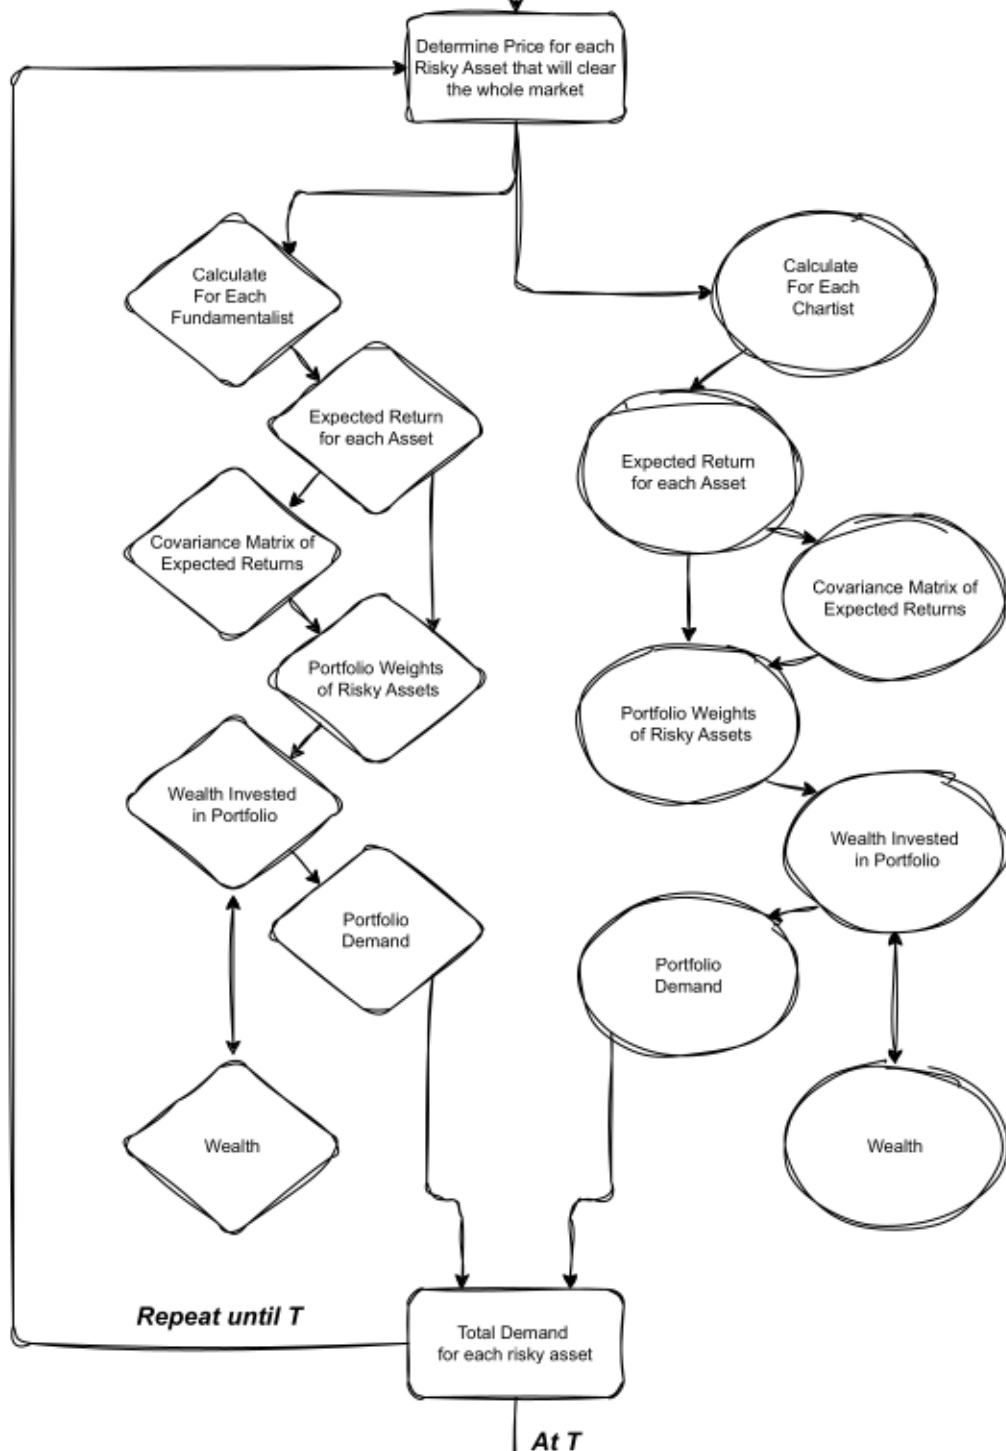 Determine Price for each
Risky Asset that will clear
the whole market
Calculate
For Each
Fundamentalist
Expected Return
for each Asset
Covariance Matrix of
Expected Returns
Portfolio Weights
of Risky Assets
Wealth Invested
in Portfolio
Portfolio
Demand
Wealth
Calculate
For Each
Chartist
Expected Return
for each Asset
Covariance Matrix of
Expected Returns
Portfolio Weights
of Risky Assets
Wealth Invested
in Portfolio
Portfolio
Demand
Wealth
Repeat until T
Total Demand
for each risky asset
At T